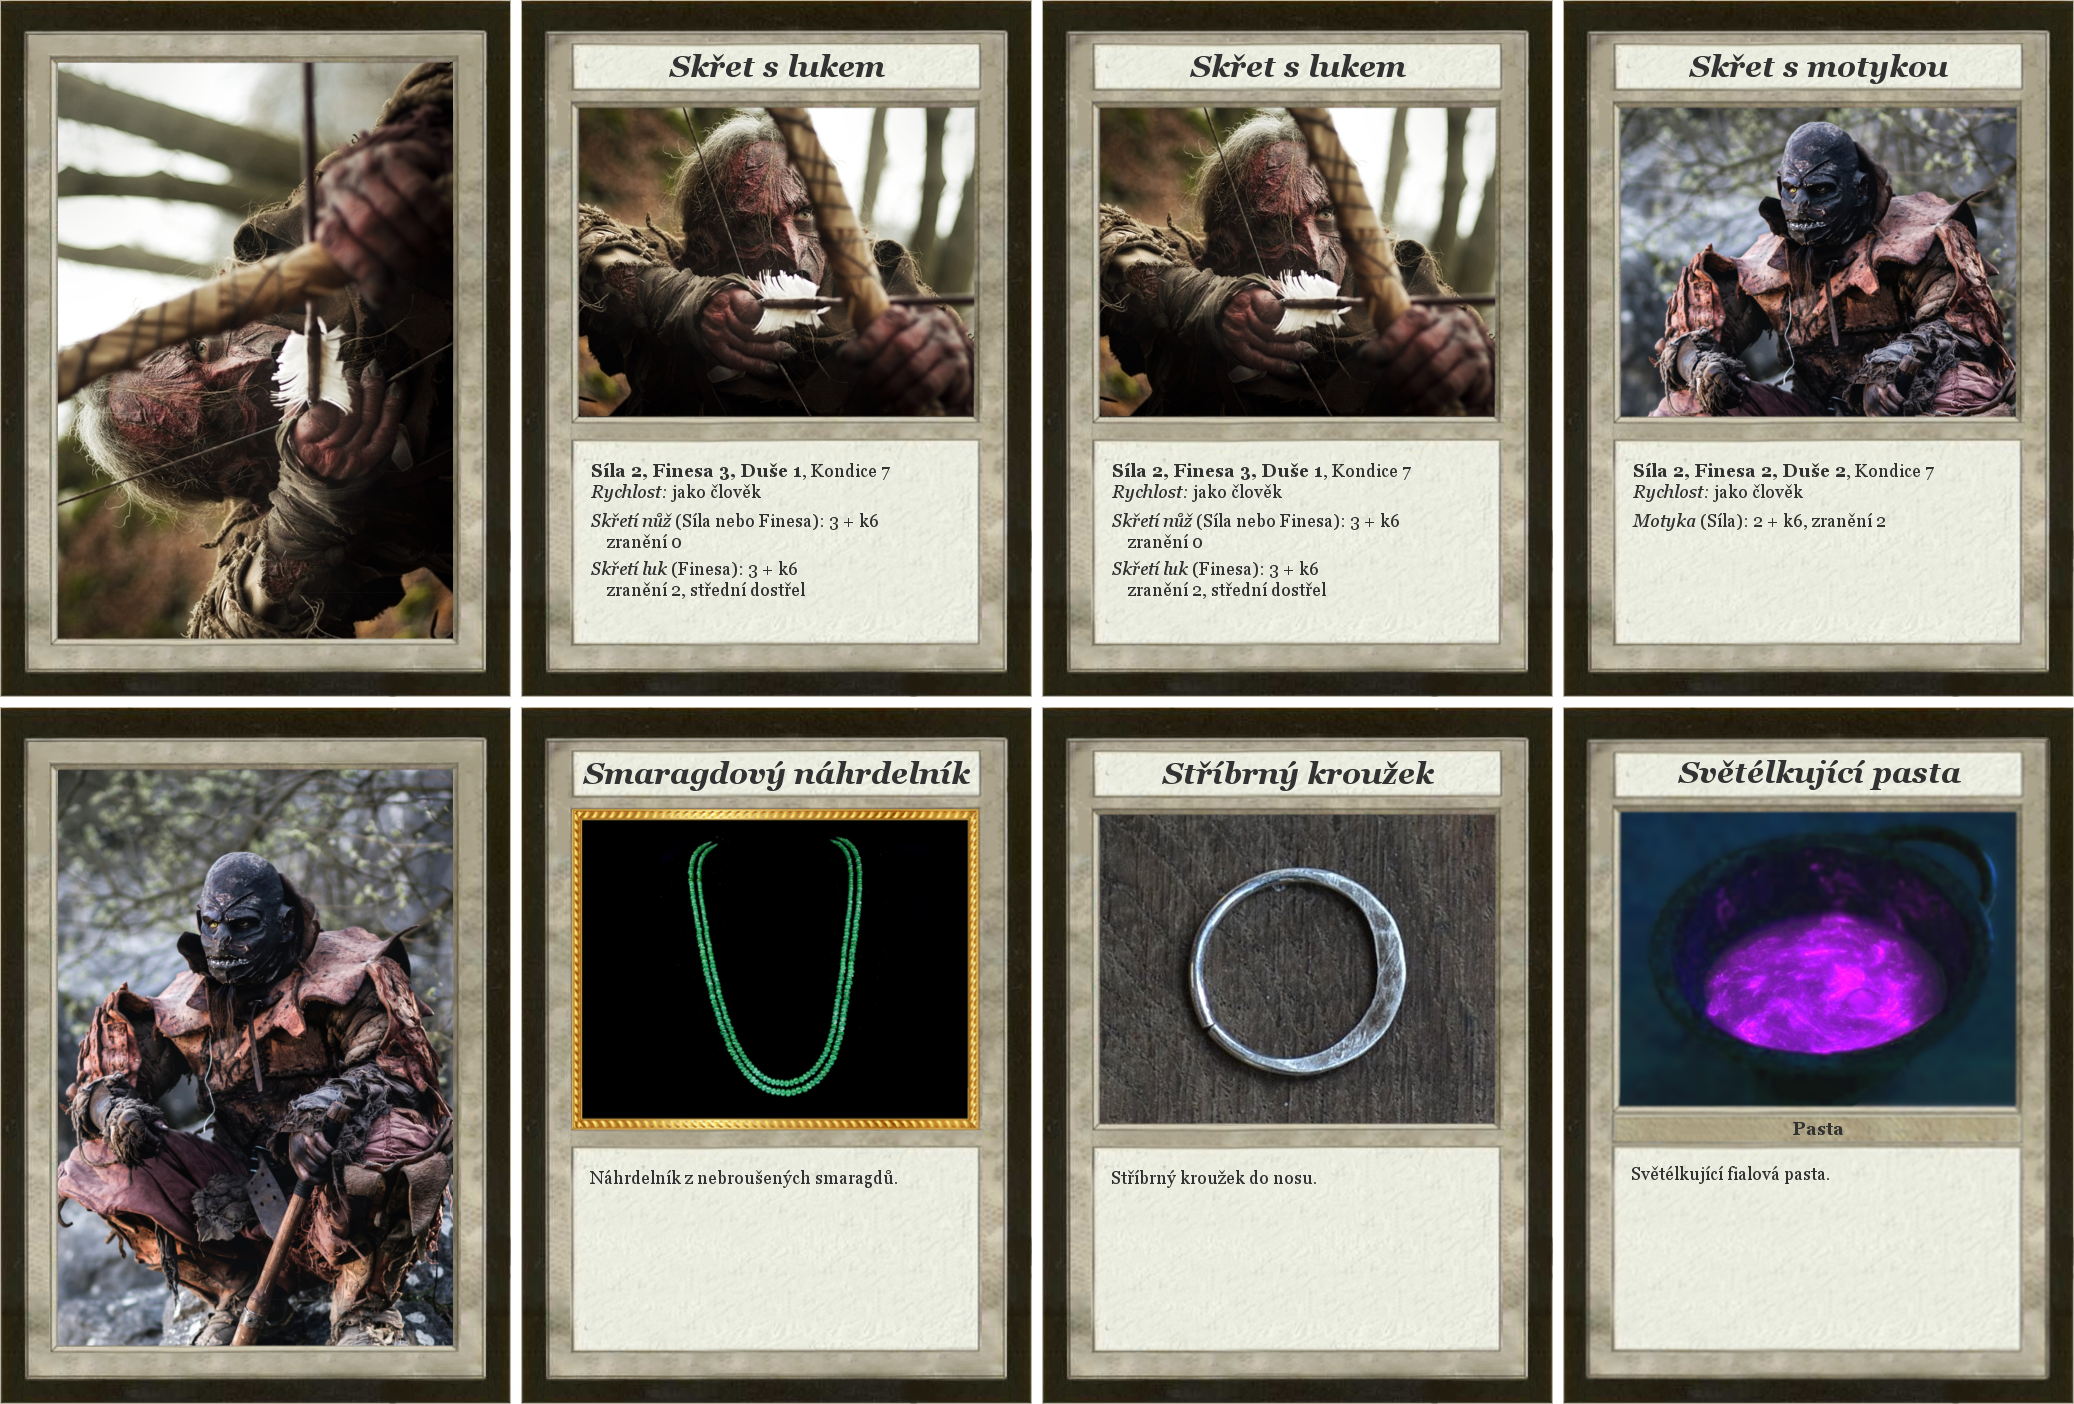 Skřet s lukem
Síla 2, Finesa 3, Duše 1, Kondice 7
Rychlost: jako člověk
Skřetí nůž (Síla nebo Finesa): 3 + k6
zranění 0
Skřetí luk (Finesa): 3 + k6
zranění 2, střední dostřel
Skřet s lukem
Síla 2, Finesa 3, Duše 1, Kondice 7
Rychlost: jako člověk
Skřetí nůž (Síla nebo Finesa): 3 + k6
zranění 0
Skřetí luk (Finesa): 3 + k6
zranění 2, střední dostřel
Skřet s motykou
Síla 2, Finesa 2, Duše 2, Kondice 7
Rychlost: jako člověk
Motyka (Síla): 2 + k6, zranění 2
Smaragdový náhrdelník
Náhrdelník z nebroušených smaragdů.
Stříbrný kroužek
Stříbrný kroužek do nosu.
Světélkující pasta
Pasta
Světélkující fialová pasta.